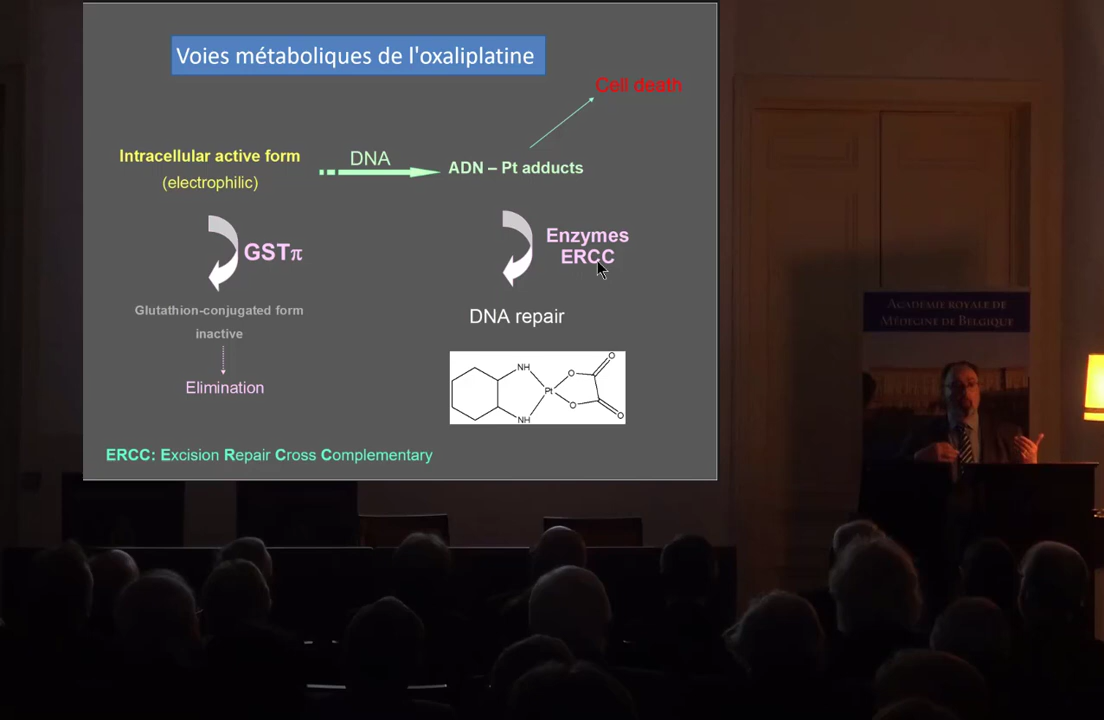 Voies métaboliques de l'oxaliplatine
Cell death
Intracellular active form
(electrophilic)
DNA
ADN – Pt adducts
GSTπ
Enzymes
ERCC
Glutathion-conjugated form
inactive
DNA repair
Elimination
NH
NH
Pt
O
O
O
O
ERCC: Excision Repair Cross Complementary
ACADÉMIE ROYALE DE
MÉDECINE DE BELGIQUE